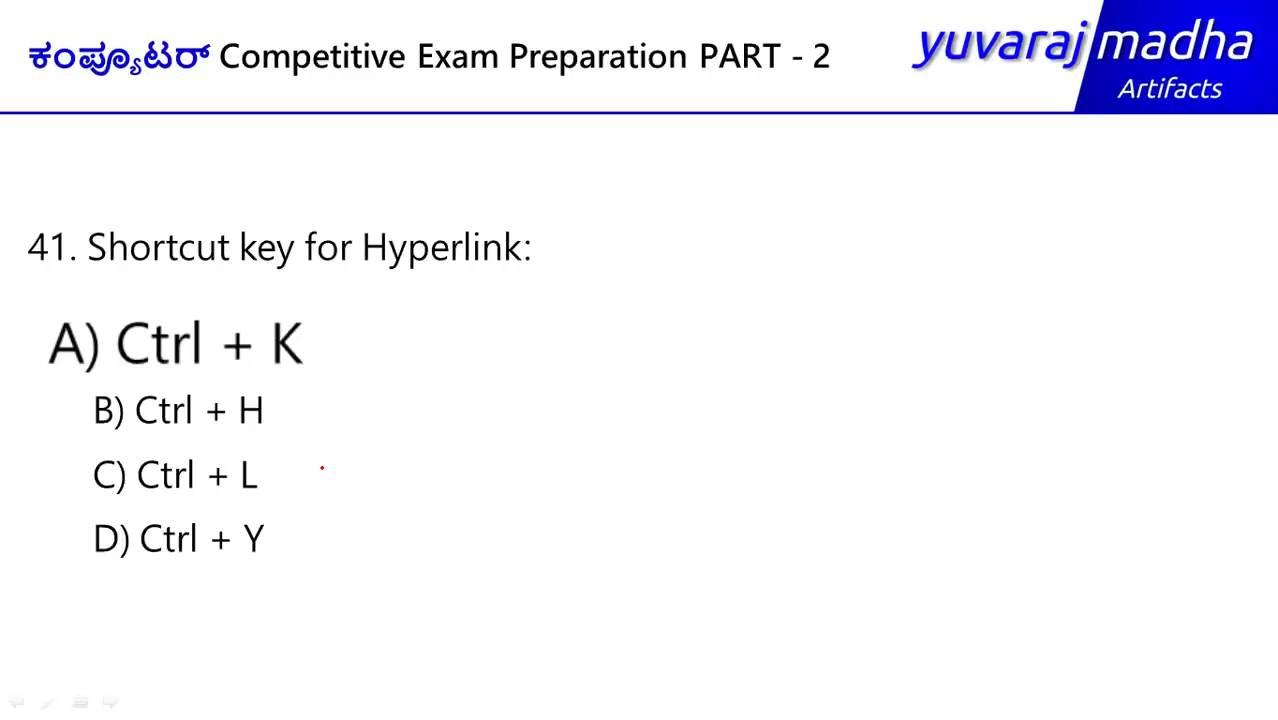 ಕಂಪ್ಯೂಟರ್ Competitive Exam Preparation PART - 2
yuvaraj madha
Artifacts
41. Shortcut key for Hyperlink:
A) Ctrl + K
B) Ctrl + H
C) Ctrl + L
D) Ctrl + Y